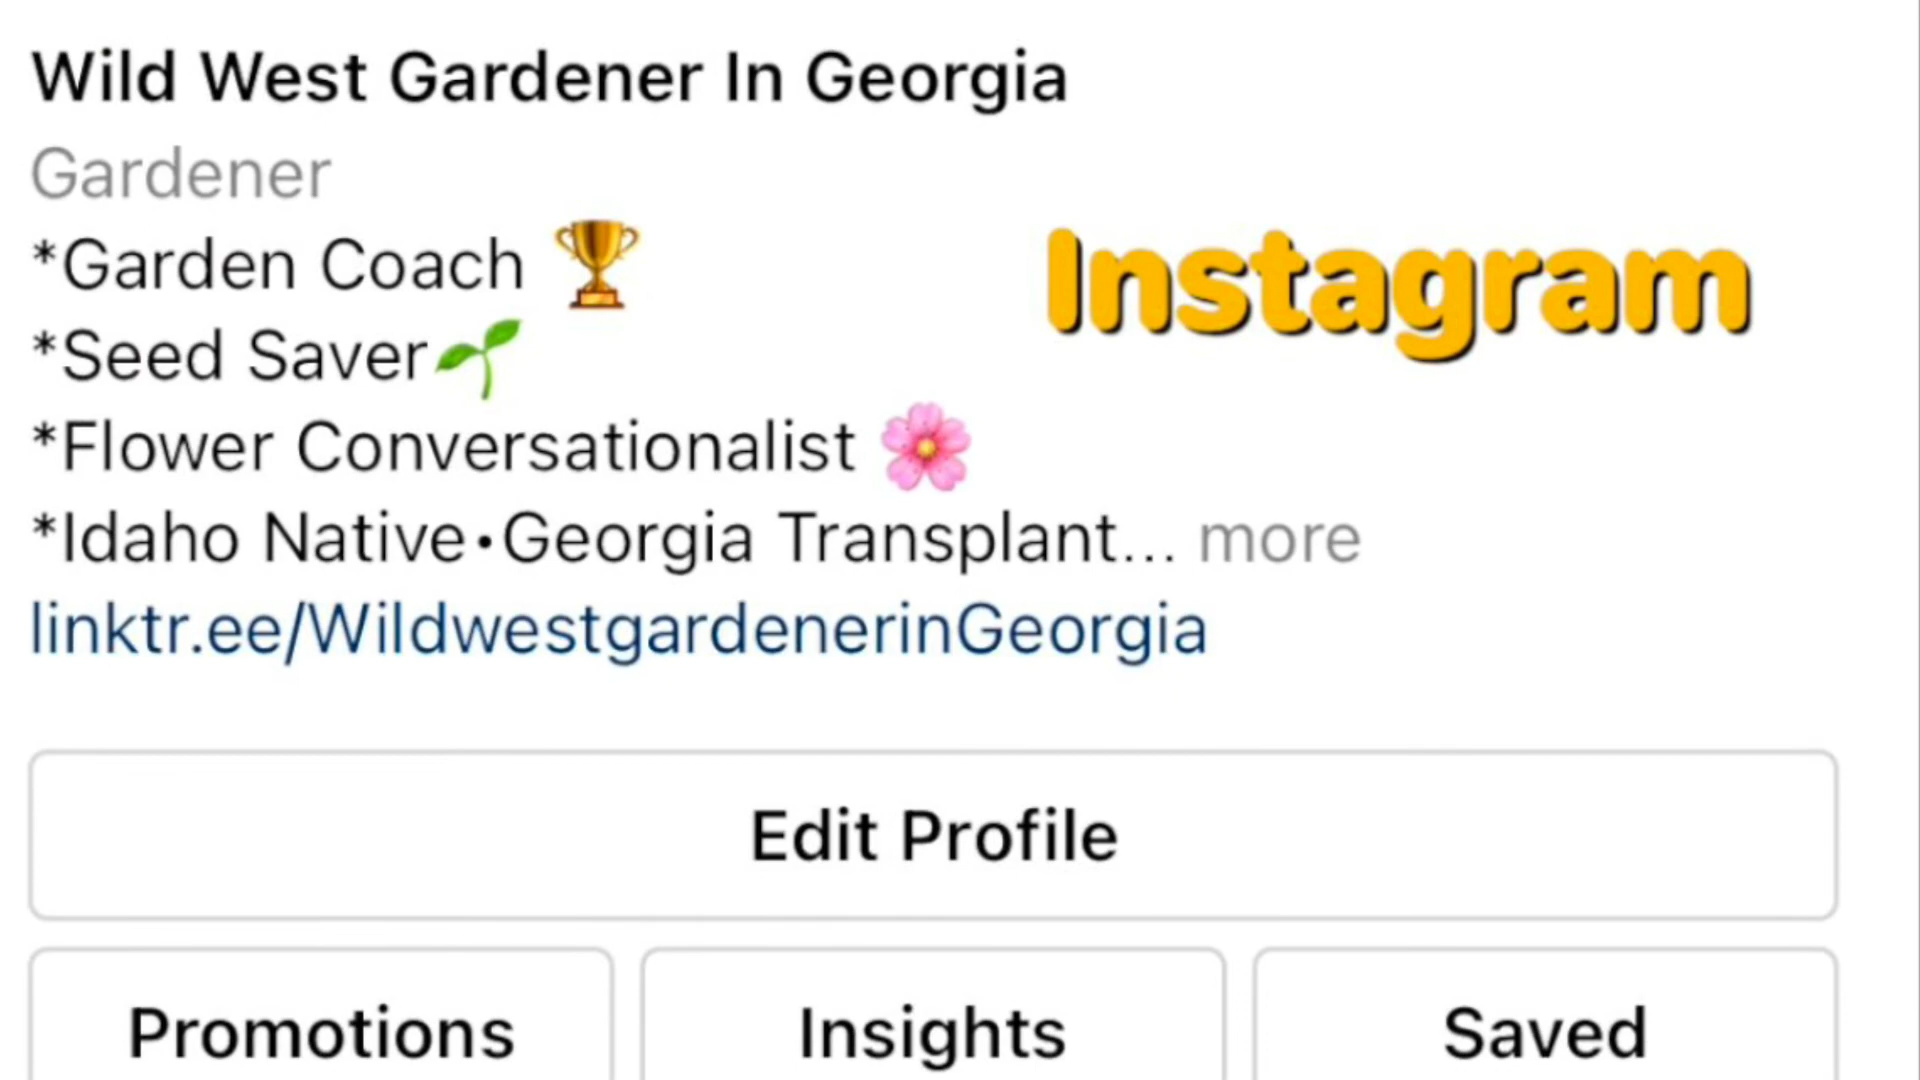 Wild West Gardener In Georgia
Gardener
*Garden Coach 🏆
*Seed Saver🌱
Instagram
*Flower Conversationalist 🌸
*Idaho Native•Georgia Transplant... more
linktr.ee/WildwestgardenerinGeorgia
Edit Profile
Promotions
Insights
Saved